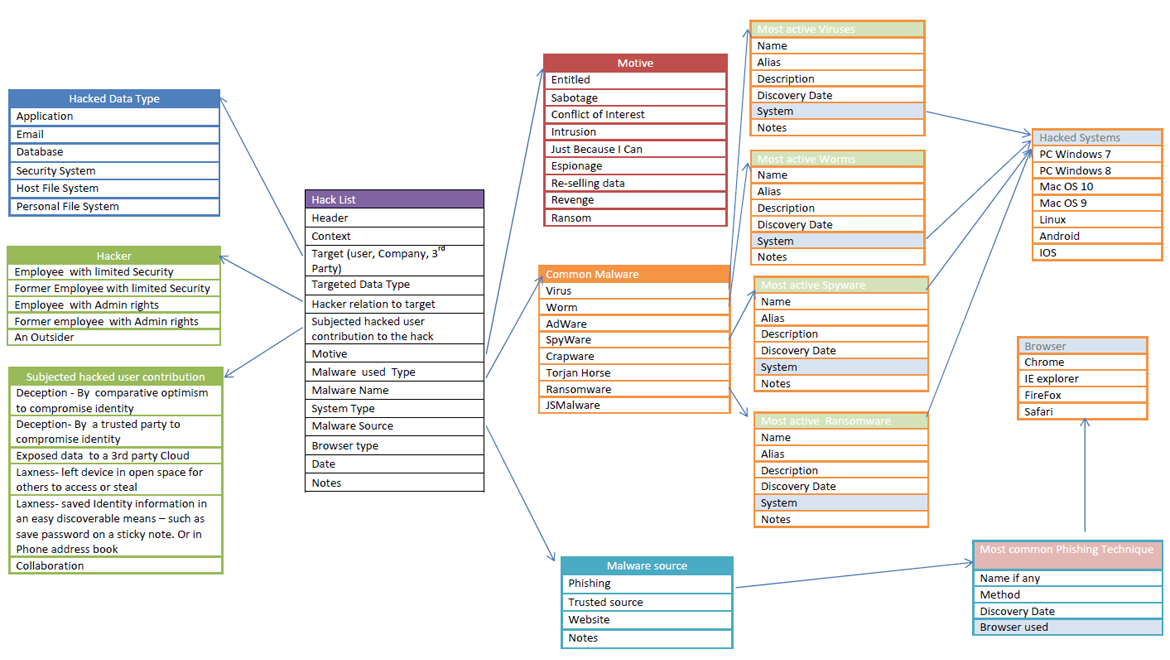 Hacked Data Type
Application
Email
Database
Security System
Host File System
Personal File System
Hacker
Employee with limited Security
Former Employee with limited Security
Employee with Admin rights
Former employee with Admin rights
An Outsider
Subjected hacked user contribution
Deception - By comparative optimism
to compromise identity
Deception- By a trusted party to
compromise identity
Exposed data to a 3rd party Cloud
Laxness- left device in open space for
others to access or steal
Laxness- saved Identity information in
an easy discoverable means – such as
save password on a sticky note. Or in
Phone address book
Collaboration
Hack List
Header
Context
Target (user, Company, 3rd
Party)
Targeted Data Type
Hacker relation to target
Subjected hacked user
contribution to the hack
Motive
Malware used Type
Malware Name
System Type
Malware Source
Browser type
Date
Notes
Motive
Entitled
Sabotage
Conflict of Interest
Intrusion
Just Because I Can
Espionage
Re-selling data
Revenge
Ransom
Common Malware
Virus
Worm
AdWare
SpyWare
Crapware
Torjan Horse
Ransomware
JSMalware
Malware source
Phishing
Trusted source
Website
Notes
Most active Viruses
Name
Alias
Description
Discovery Date
System
Notes
Most active Worms
Name
Alias
Description
Discovery Date
System
Notes
Most active Spyware
Name
Alias
Description
Discovery Date
System
Notes
Most active Ransomware
Name
Alias
Description
Discovery Date
System
Notes
Hacked Systems
PC Windows 7
PC Windows 8
Mac OS 10
Mac OS 9
Linux
Android
IOS
Browser
Chrome
IE explorer
FireFox
Safari
Most common Phishing Technique
Name if any
Method
Discovery Date
Browser used